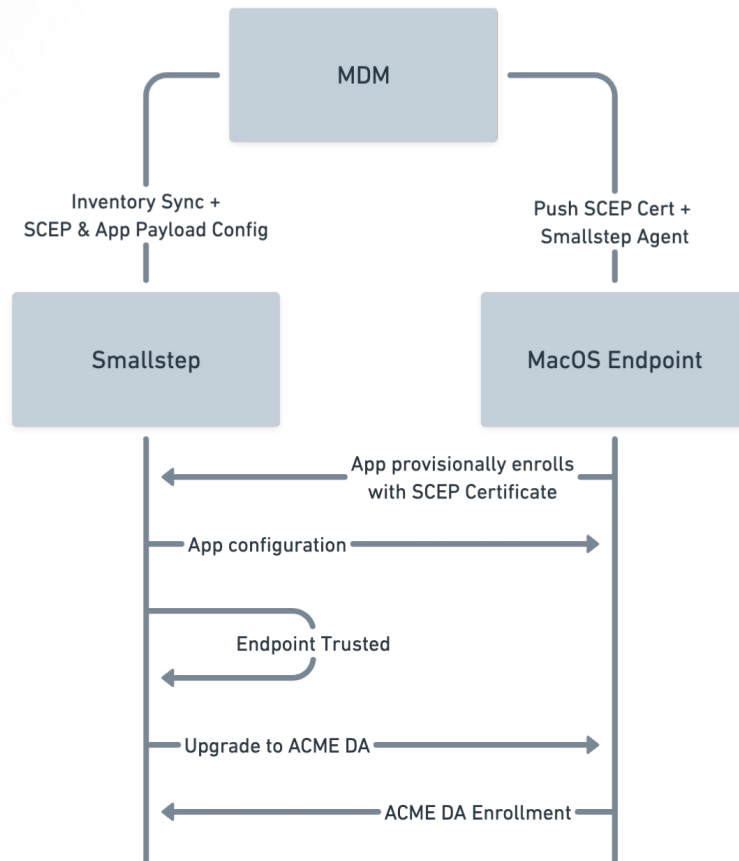 MDM
Inventory Sync +
SCEP & App Payload Config
Push SCEP Cert +
Smallstep Agent
Smallstep
MacOS Endpoint
App provisionally enrolls
with SCEP Certificate
App configuration
Endpoint Trusted
Upgrade to ACME DA
ACME DA Enrollment